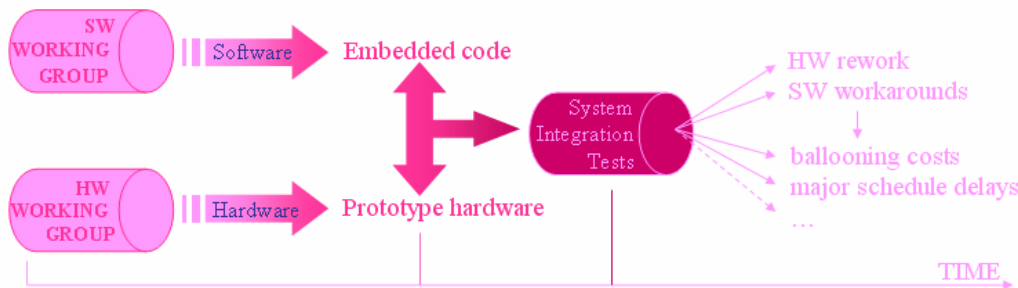 SW
WORKING
GROUP
Software
Embedded code
HW rework
SW workarounds
System
Integration
Tests
ballooning costs
major schedule delays
...
HW
WORKING
GROUP
Hardware
Prototype hardware
TIME